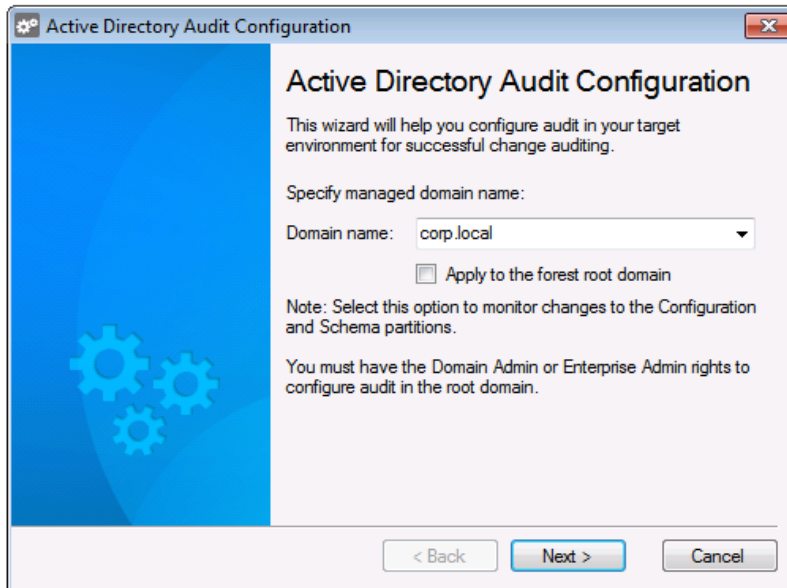 Active Directory Audit Configuration
Active Directory Audit Configuration
This wizard will help you configure audit in your target
environment for successful change auditing.
Specify managed domain name:
Domain name: corp.local
Apply to the forest root domain
Note: Select this option to monitor changes to the Configuration
and Schema partitions.
You must have the Domain Admin or Enterprise Admin rights to
configure audit in the root domain.
< Back Next > Cancel